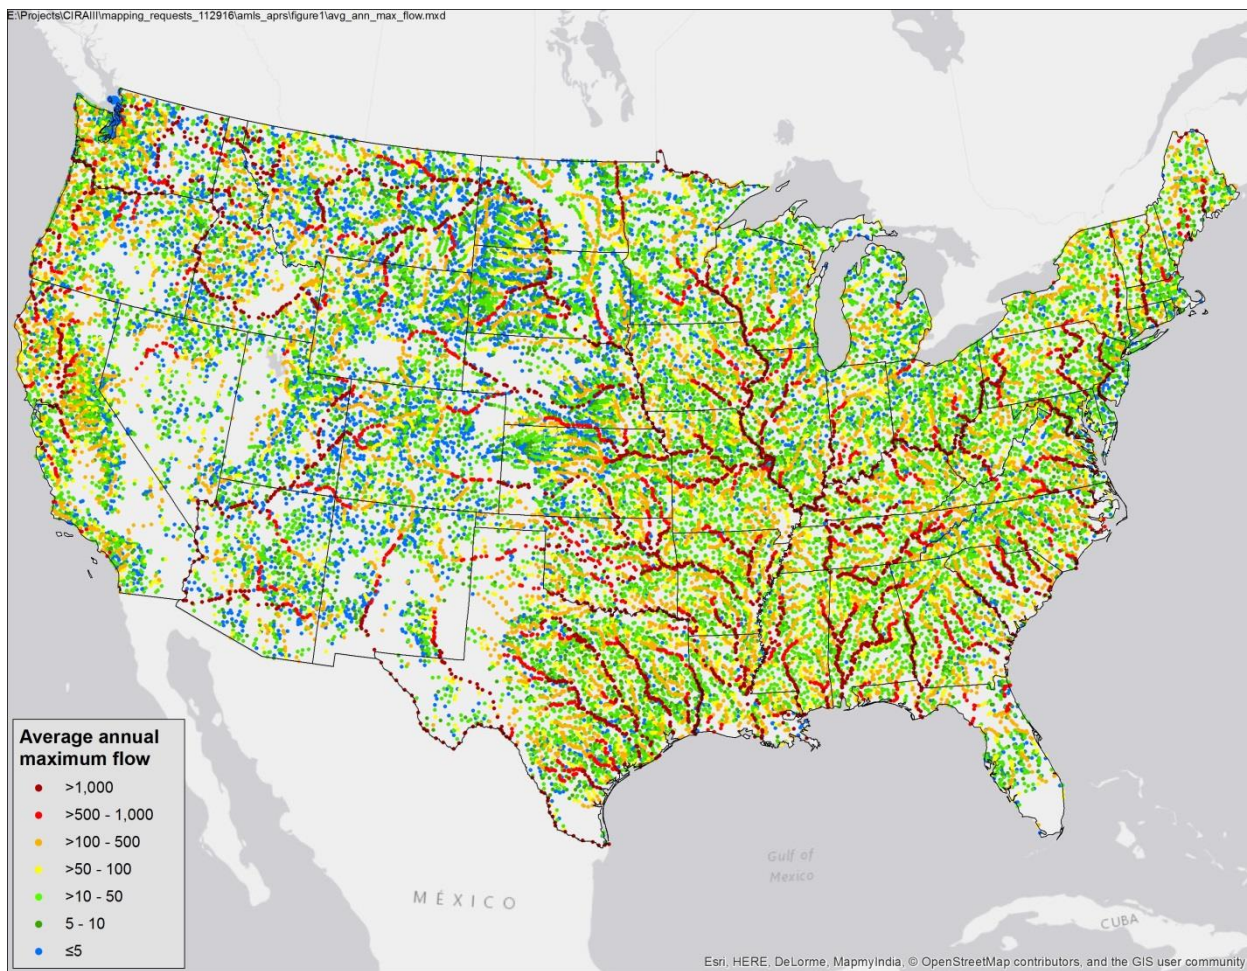 E:\Projects\CIRAIII\mapping_requests_112916\amls_aprs\figure1\avg_ann_max_flow.mxd
Gulf of
Mexico
MÉXICO
CUBA
Average annual
maximum flow
>1,000
>500 - 1,000
>100 - 500
>50 - 100
>10 - 50
5 - 10
≤5
Esri, HERE, DeLorme, MapmyIndia, © OpenStreetMap contributors, and the GIS user community